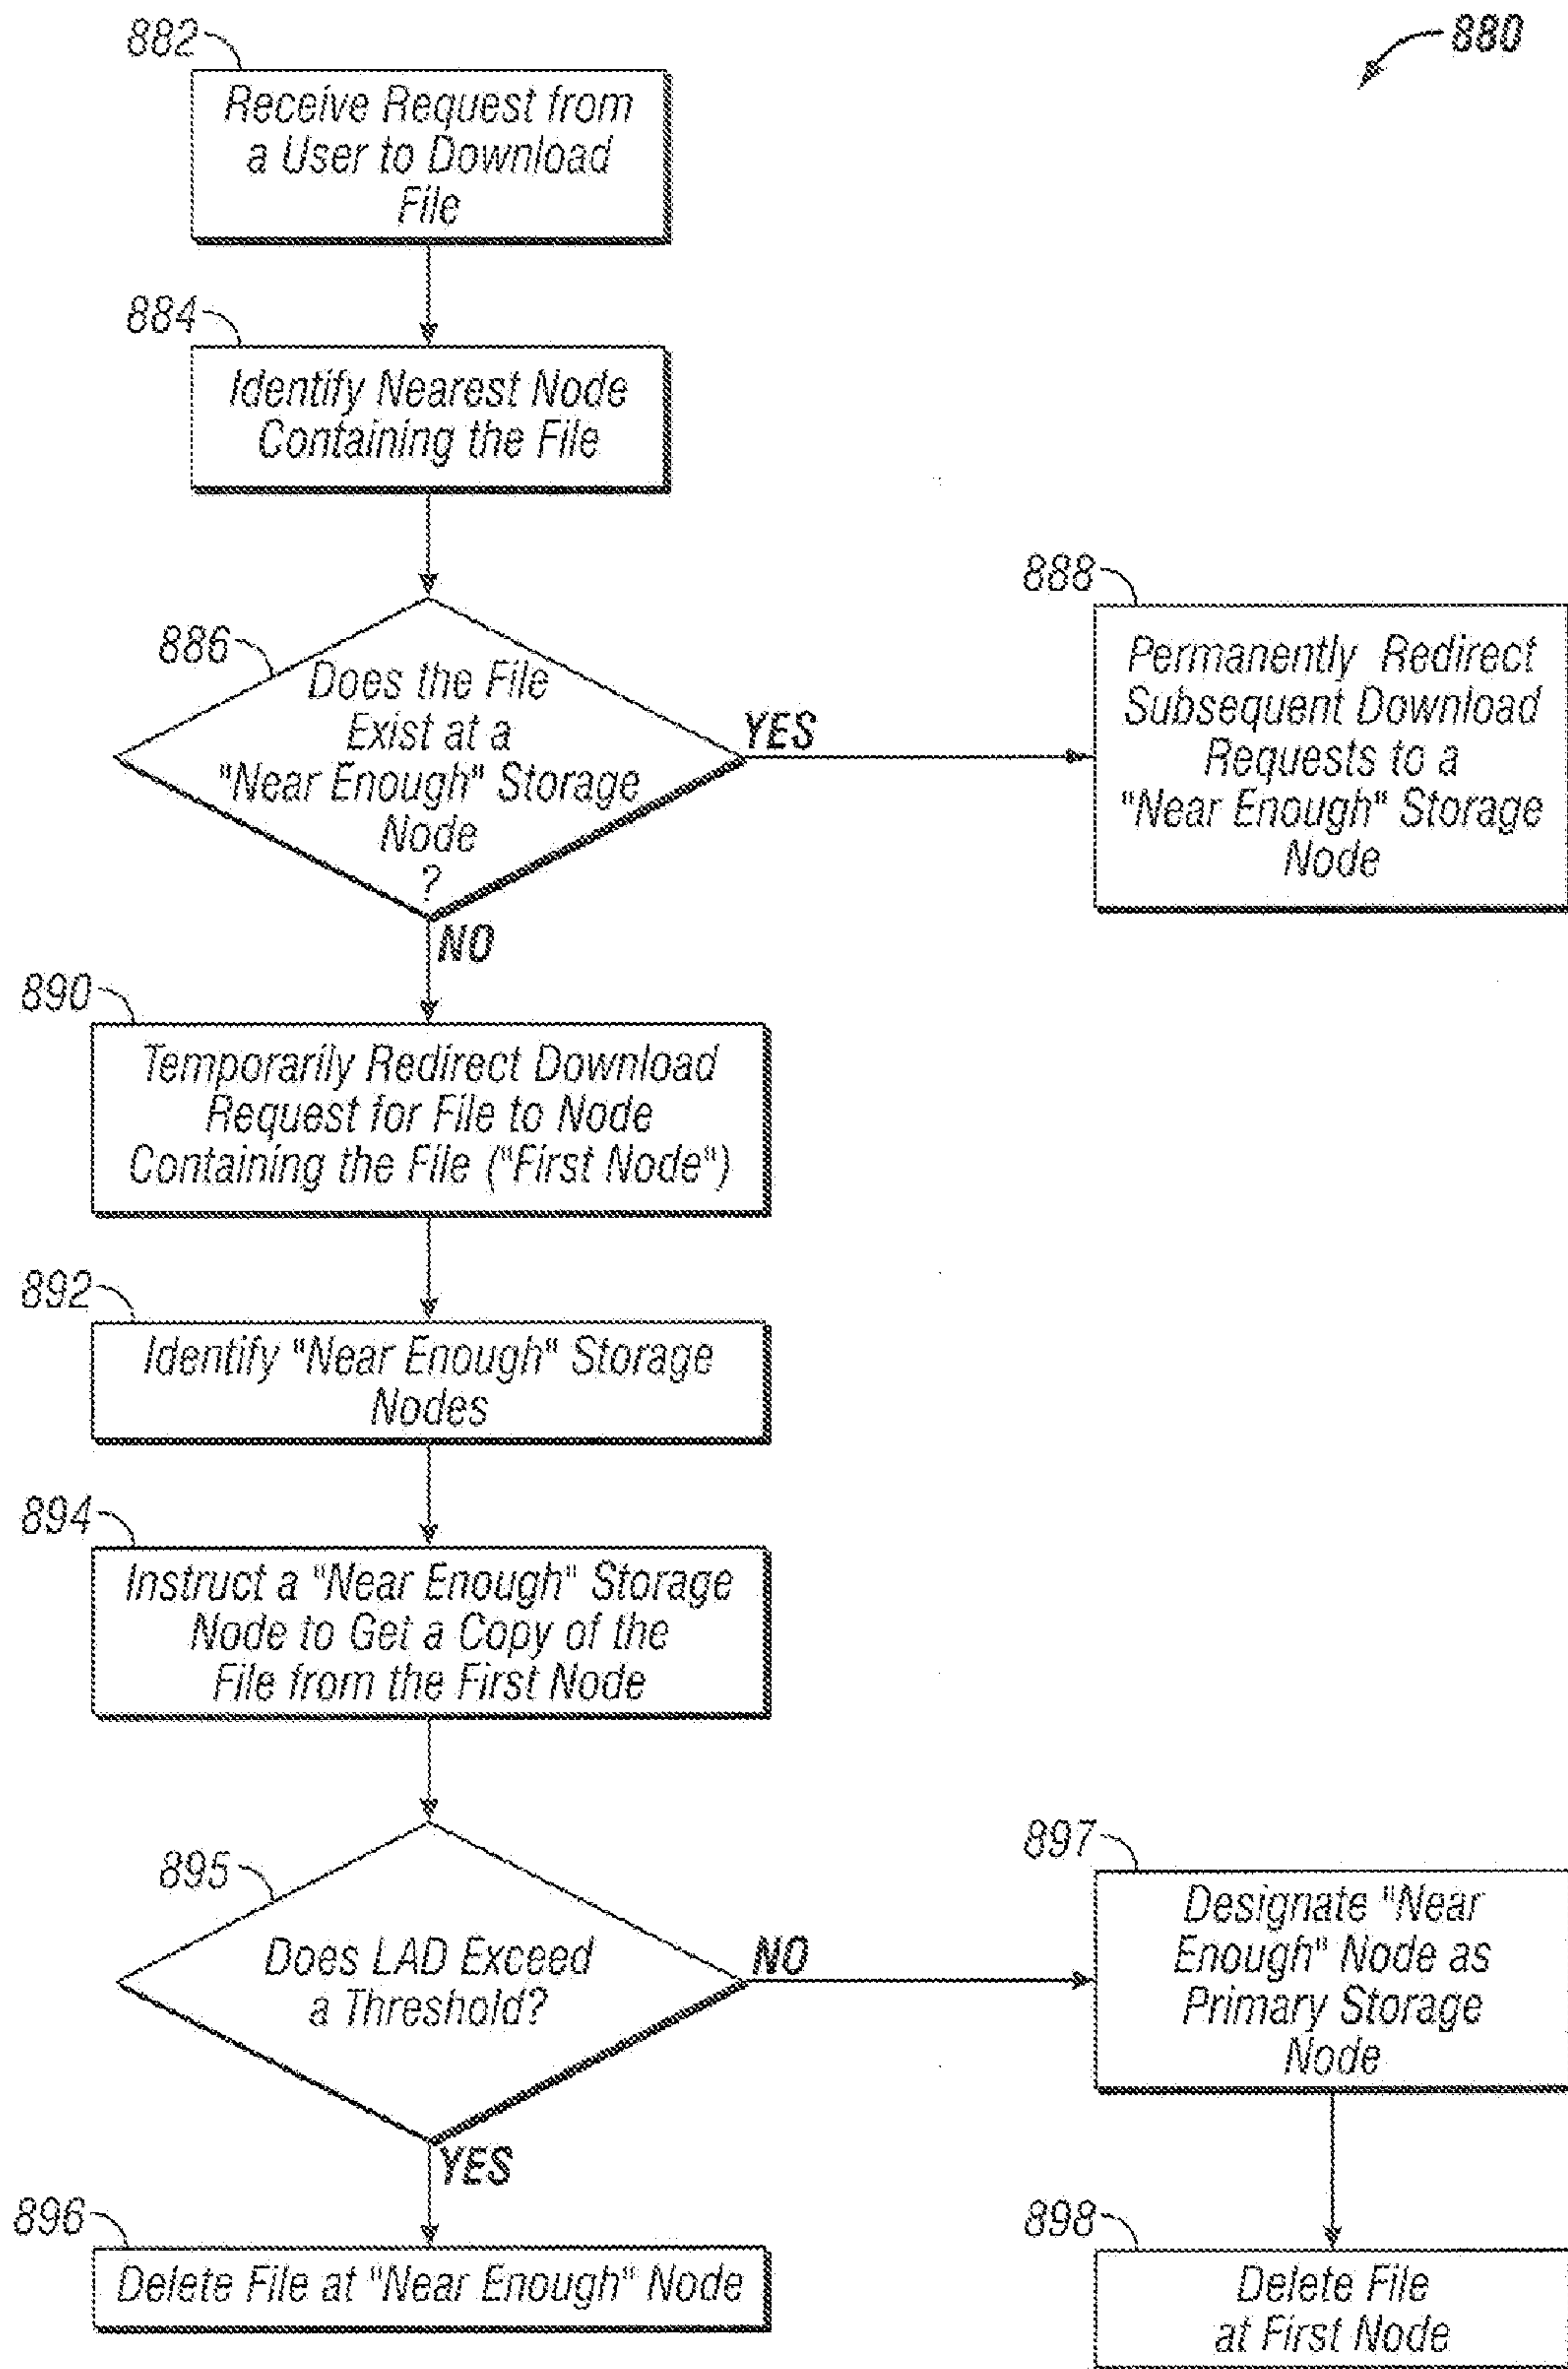 880
882
Receive Request from
a User to Download
File
884
Identify Nearest Node
Containing the File
886
Does the File
Exist at a
"Near Enough" Storage
Node
?
YES
NO
888
Permanently Redirect
Subsequent Download
Requests to a
"Near Enough" Storage
Node
890
Temporarily Redirect Download
Request for File to Node
Containing the File ("First Node")
892
Identify "Near Enough" Storage
Nodes
894
Instruct a "Near Enough" Storage
Node to Get a Copy of the
File from the First Node
895
Does LAD Exceed
a Threshold?
NO
YES
897
Designate "Near
Enough" Node as
Primary Storage
Node
896
Delete File at "Near Enough" Node
898
Delete File
at First Node